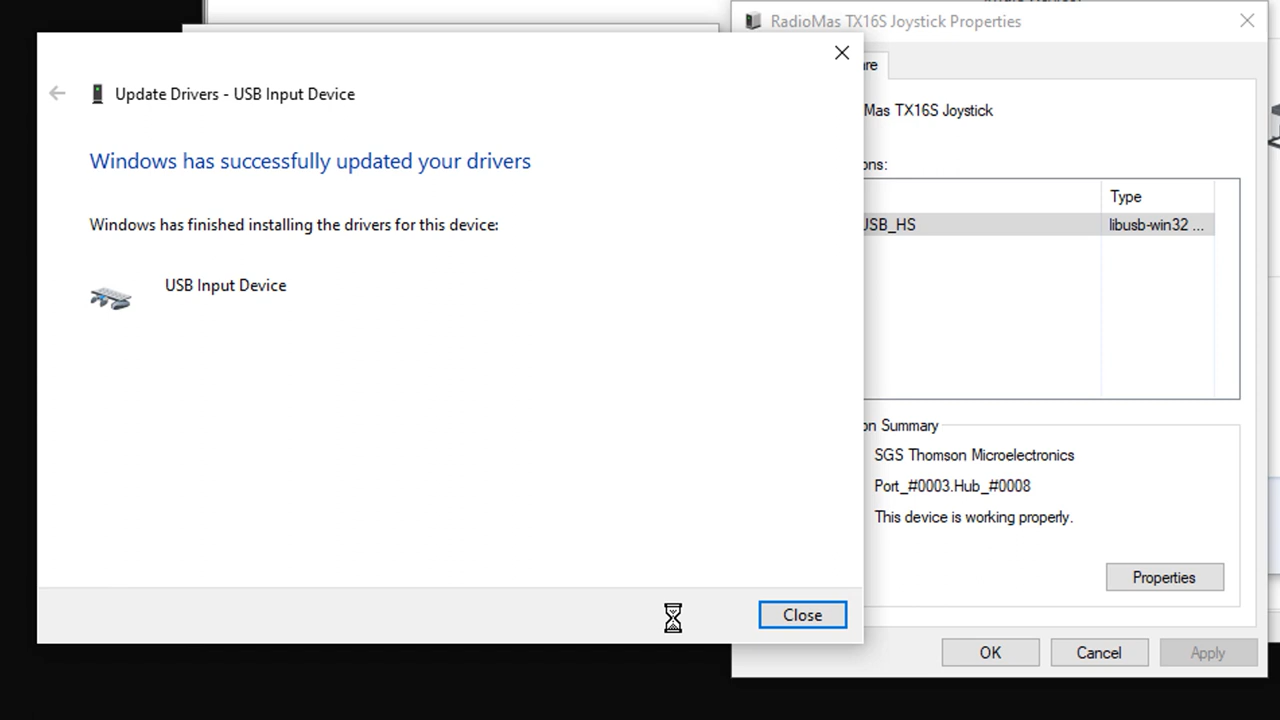 RadioMas TX16S Joystick Properties
Update Drivers - USB Input Device
Windows has successfully updated your drivers
Windows has finished installing the drivers for this device:
USB Input Device
Close
Mas TX16S Joystick
ons:
Type
USB_HS
libusb-win32 ...
on Summary
SGS Thomson Microelectronics
Port_#0003.Hub_#0008
This device is working properly.
Properties
OK
Cancel
Apply